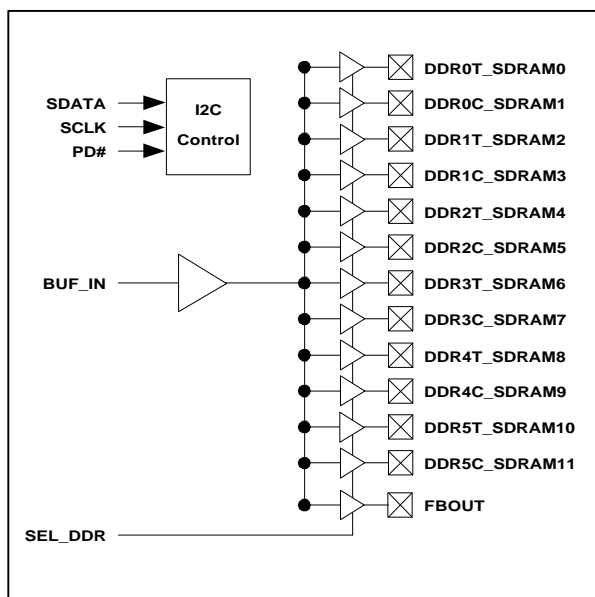 SDATA
SCLK
PD#
I2C
Control
BUF_IN
SEL_DDR
DDR0T_SDRAM0
DDR0C_SDRAM1
DDR1T_SDRAM2
DDR1C_SDRAM3
DDR2T_SDRAM4
DDR2C_SDRAM5
DDR3T_SDRAM6
DDR3C_SDRAM7
DDR4T_SDRAM8
DDR4C_SDRAM9
DDR5T_SDRAM10
DDR5C_SDRAM11
FBOUT